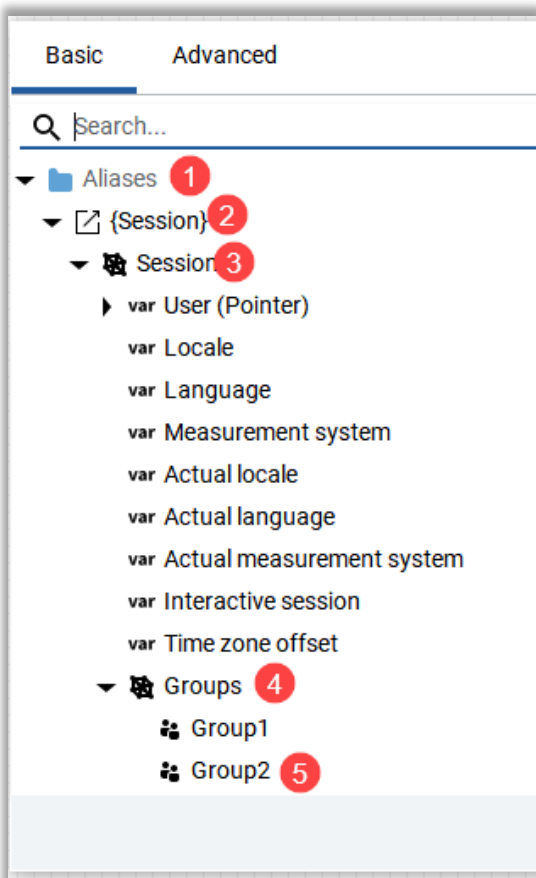 Basic Advanced
Search...
Aliases 1
{Session} 2
Session 3
var User (Pointer)
var Locale
var Language
var Measurement system
var Actual locale
var Actual language
var Actual measurement system
var Interactive session
var Time zone offset
Groups 4
Group1
Group2 5